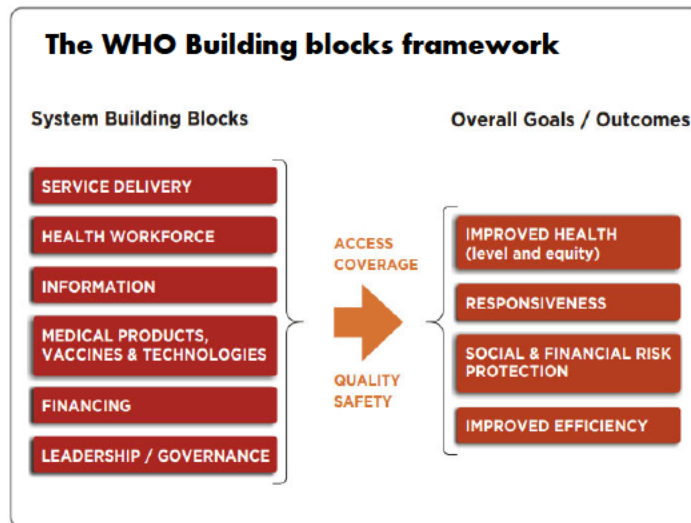 The WHO Building blocks framework
System Building Blocks
Overall Goals / Outcomes
SERVICE DELIVERY
HEALTH WORKFORCE
INFORMATION
MEDICAL PRODUCTS,
VACCINES & TECHNOLOGIES
FINANCING
LEADERSHIP / GOVERNANCE
ACCESS
COVERAGE
QUALITY
SAFETY
IMPROVED HEALTH
(level and equity)
RESPONSIVENESS
SOCIAL & FINANCIAL RISK
PROTECTION
IMPROVED EFFICIENCY